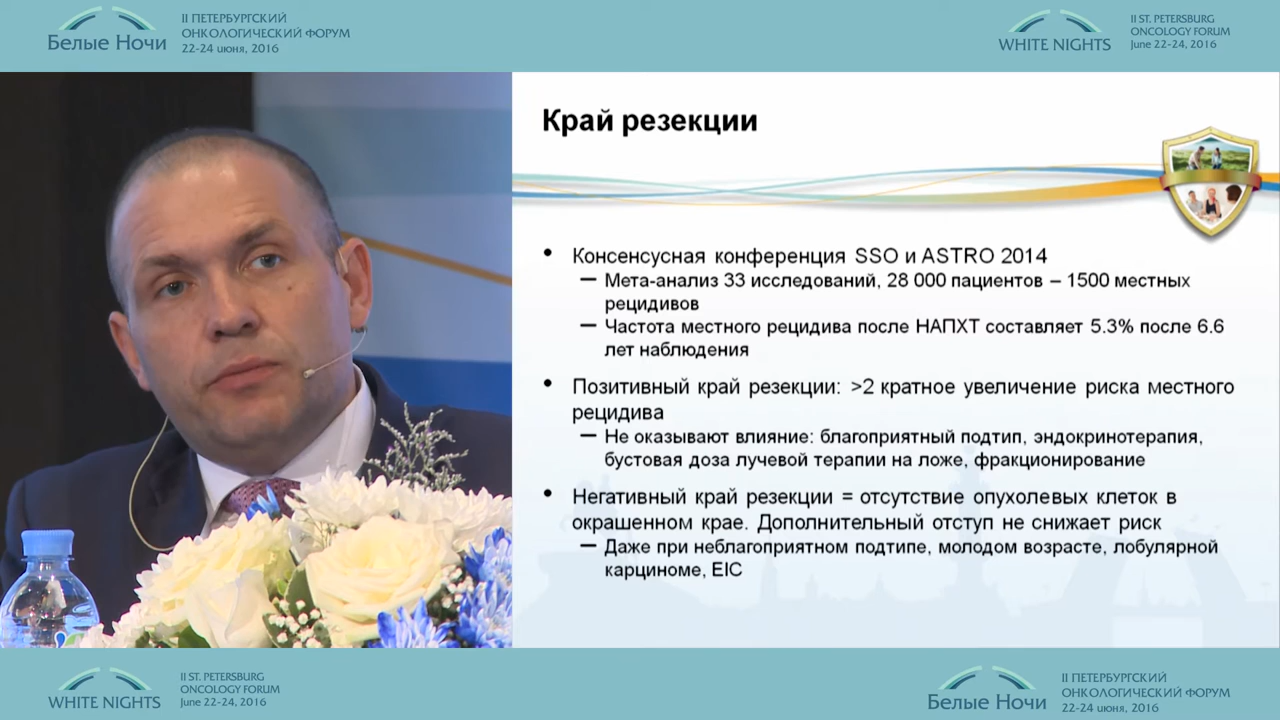 Белые Ночи
II ПЕТЕРБУРГСКИЙ
ОНКОЛОГИЧЕСКИЙ ФОРУМ
22-24 июня, 2016
WHITE NIGHTS
II ST. PETERSBURG
ONCOLOGY FORUM
June 22-24, 2016
Край резекции
• Консенсусная конференция SSO и ASTRO 2014
– Мета-анализ 33 исследований, 28 000 пациентов – 1500 местных
рецидивов
– Частота местного рецидива после НАПХТ составляет 5.3% после 6.6
лет наблюдения
• Позитивный край резекции: >2 кратное увеличение риска местного
рецидива
– Не оказывают влияние: благоприятный подтип, эндокринотерапия,
бустовая доза лучевой терапии на ложе, фракционирование
• Негативный край резекции = отсутствие опухолевых клеток в
окрашенном крае. Дополнительный отступ не снижает риск
– Даже при неблагоприятном подтипе, молодом возрасте, лобулярной
карциноме, EIC
WHITE NIGHTS
II ST. PETERSBURG
ONCOLOGY FORUM
June 22-24, 2016
Белые Ночи
II ПЕТЕРБУРГСКИЙ
ОНКОЛОГИЧЕСКИЙ ФОРУМ
22-24 июня, 2016